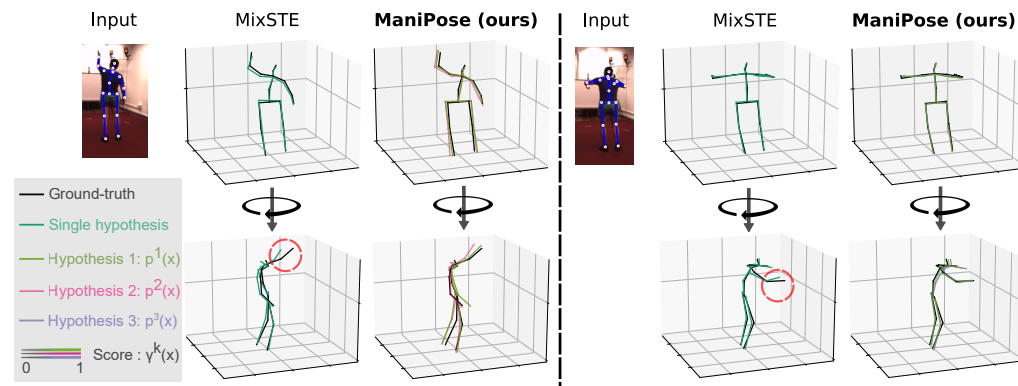 Input MixSTE ManiPose (ours) Input MixSTE ManiPose (ours)
Ground-truth
Single hypothesis
Hypothesis 1: p¹(x)
Hypothesis 2: p²(x)
Hypothesis 3: p³(x)
Score : γᵏ(x)
0 1